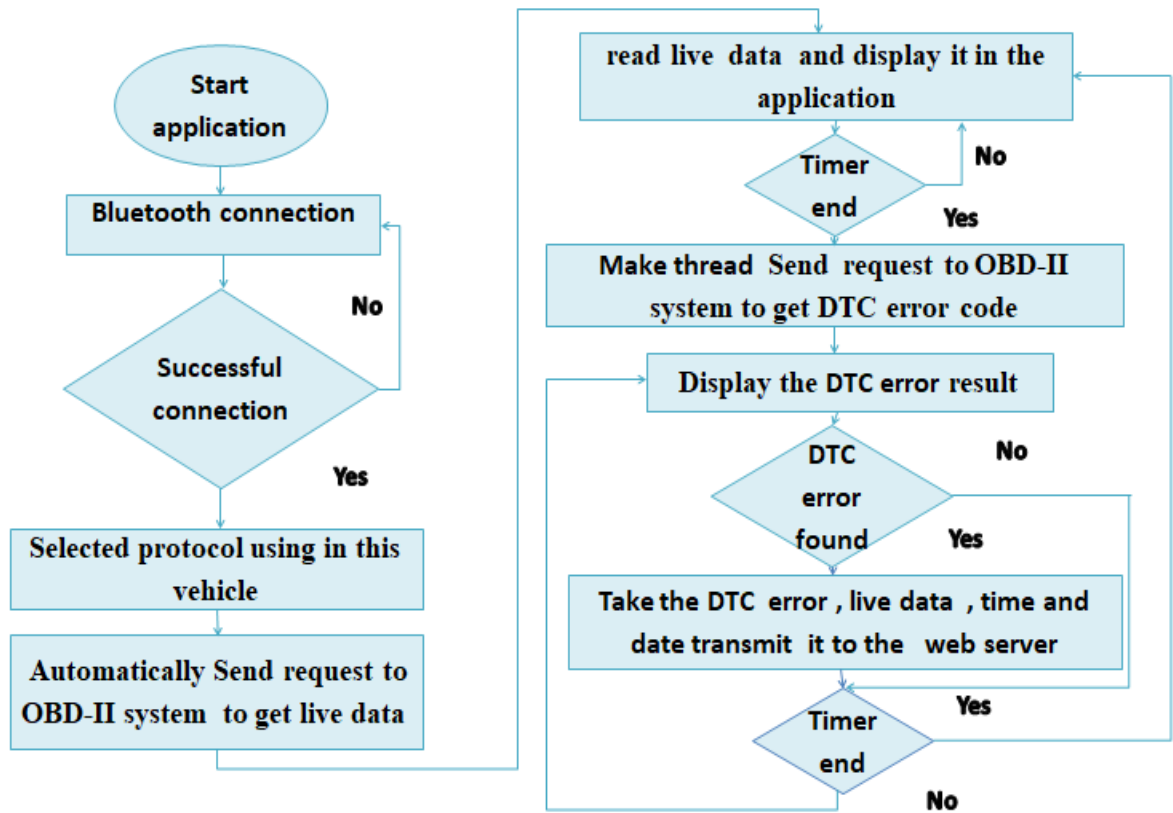 Start
application
Bluetooth connection
No
Successful
connection
Yes
Selected protocol using in this
vehicle
Automatically Send request to
OBD-II system to get live data
read live data and display it in the
application
Timer
end
No
Yes
Make thread Send request to OBD-II
system to get DTC error code
Display the DTC error result
DTC
error
found
No
Yes
Take the DTC error , live data , time and
date transmit it to the web server
Timer
end
Yes
No